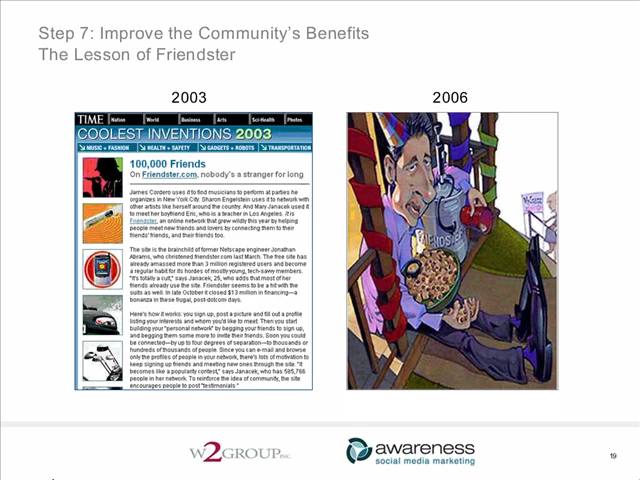 Step 7: Improve the Community's Benefits
The Lesson of Friendster
2003
2006
TIME Nation World Business Arts Sci-Health Photos
COOLEST INVENTIONS 2003
MUSIC + FASHION HEALTH + SAFETY GADGETS + ROBOTS TRANSPORTATION
100,000 Friends
On Friendster.com, nobody's a stranger for long
James Cordero uses it to find musicians to perform at parties he
organizes in New York City. Sharon Engelstein uses it to network with
other artists like herself around the country. And Mary Janacek used it
to meet her boyfriend Eric, who is a teacher in Los Angeles. It is
Friendster, an online network that grew wildly this year by helping
people meet new friends and lovers by connecting them to their
friends' friends, and their friends too.
The site is the brainchild of former Netscape engineer Jonathan
Abrams, who christened friendster.com last March. The free site has
already amassed more than 3 million registered users and become
a regular habit for its hordes of mostly young, tech-savvy members.
"It's totally a cult," says Janacek, 25, who adds that most of her
friends already use the site. Friendster seems to be a hit with the
suits as well. In late October it closed $13 million in financing—a
bonanza in these frugal, post-dotcom days.
Here's how it works: you sign up, post a picture and fill out a profile
listing your interests and whom you'd like to meet. Then you start
building your "personal network" by begging your friends to sign up,
and begging them some more to invite their friends. Soon you could
be connected—by up to four degrees of separation—to thousands or
hundreds of thousands of people. Since you can e-mail and browse
only the profiles of people in your network, there's lots of motivation to
keep signing up friends and meeting new ones through the site. "It
becomes like a popularity contest," says Janacek, who has 585,766
people in her network. To reinforce the idea of community, the site
encourages people to post "testimonials "
FRIENDSTER
W2GROUP INC.
awareness
social media marketing
19